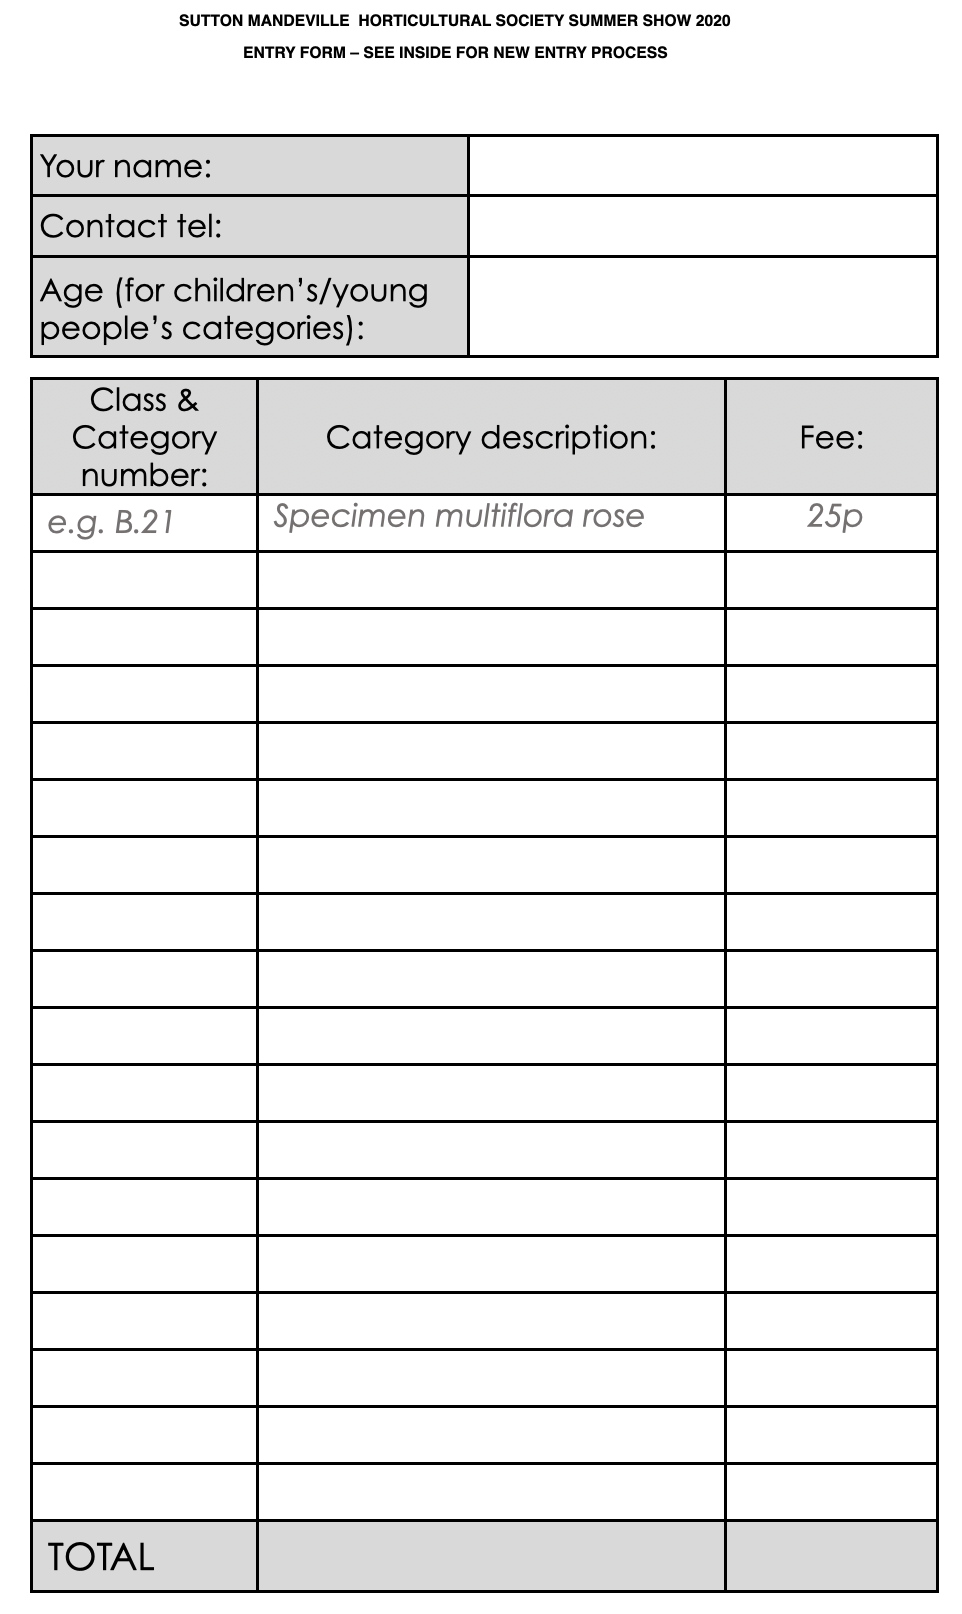 SUTTON MANDEVILLE  HORTICULTURAL SOCIETY SUMMER SHOW 2020
ENTRY FORM – SEE INSIDE FOR NEW ENTRY PROCESS
Your name:
Contact tel:
Age (for children’s/young
people’s categories):
Class &
Category
number:
Category description:
Fee:
e.g. B.21
Specimen multiflora rose
25p
TOTAL